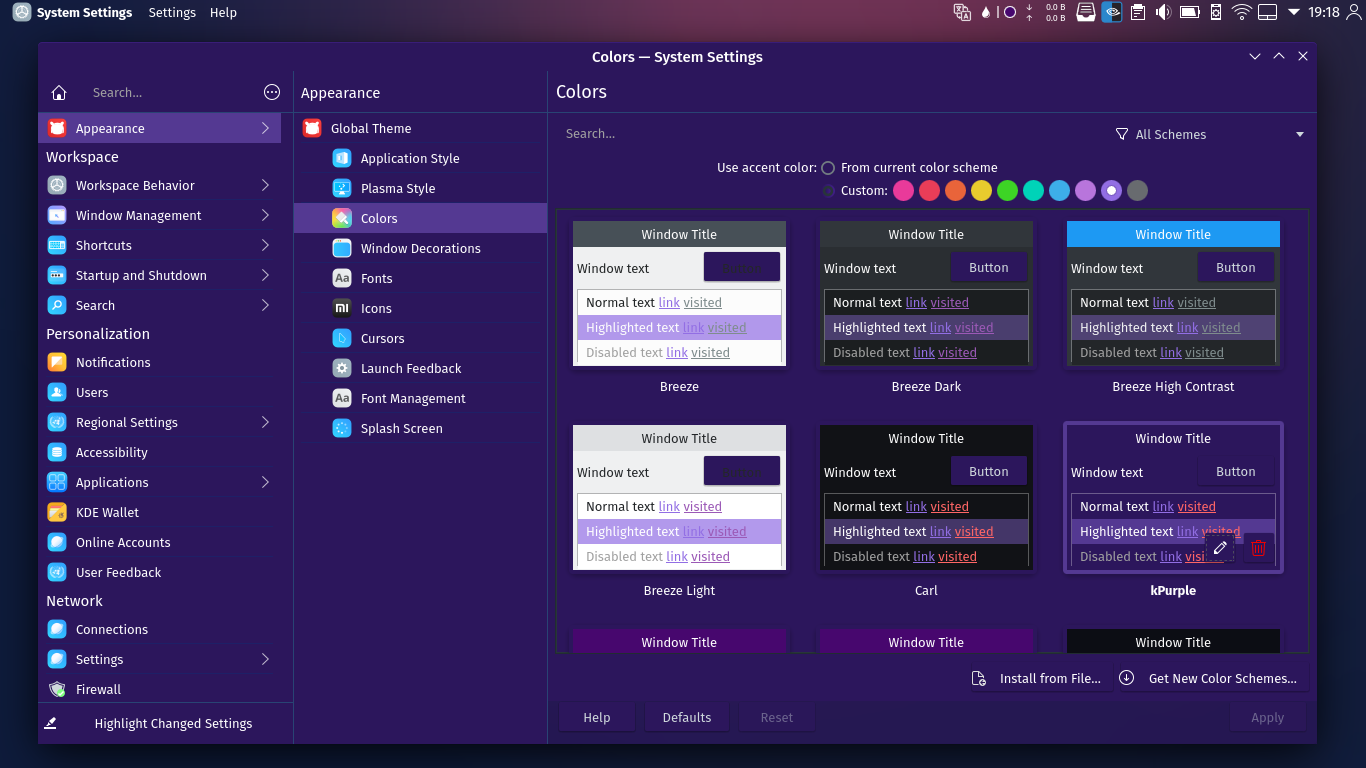 System Settings Settings Help
0.0 B
0.0 B
19:18
Colors — System Settings
Search...
Appearance
Workspace
Workspace Behavior
Window Management
Shortcuts
Startup and Shutdown
Search
Personalization
Notifications
Users
Regional Settings
Accessibility
Applications
KDE Wallet
Online Accounts
User Feedback
Network
Connections
Settings
Firewall
Highlight Changed Settings
Appearance
Global Theme
Application Style
Plasma Style
Colors
Window Decorations
Aa Fonts
Icons
Cursors
Launch Feedback
Aa Font Management
Splash Screen
Colors
Search...
All Schemes
Use accent color: From current color scheme
Custom:
Window Title
Window text
Normal text link visited
Highlighted text link visited
Disabled text link visited
Breeze
Window Title
Window text Button
Normal text link visited
Highlighted text link visited
Disabled text link visited
Breeze Dark
Window Title
Window text Button
Normal text link visited
Highlighted text link visited
Disabled text link visited
Breeze High Contrast
Window Title
Window text
Normal text link visited
Highlighted text link visited
Disabled text link visited
Breeze Light
Window Title
Window text Button
Normal text link visited
Highlighted text link visited
Disabled text link visited
Carl
Window Title
Window text Button
Normal text link visited
Highlighted text link visited
Disabled text link
kPurple
Window Title
Window Title
Window Title
Install from File...
Get New Color Schemes...
Help
Defaults
Reset
Apply